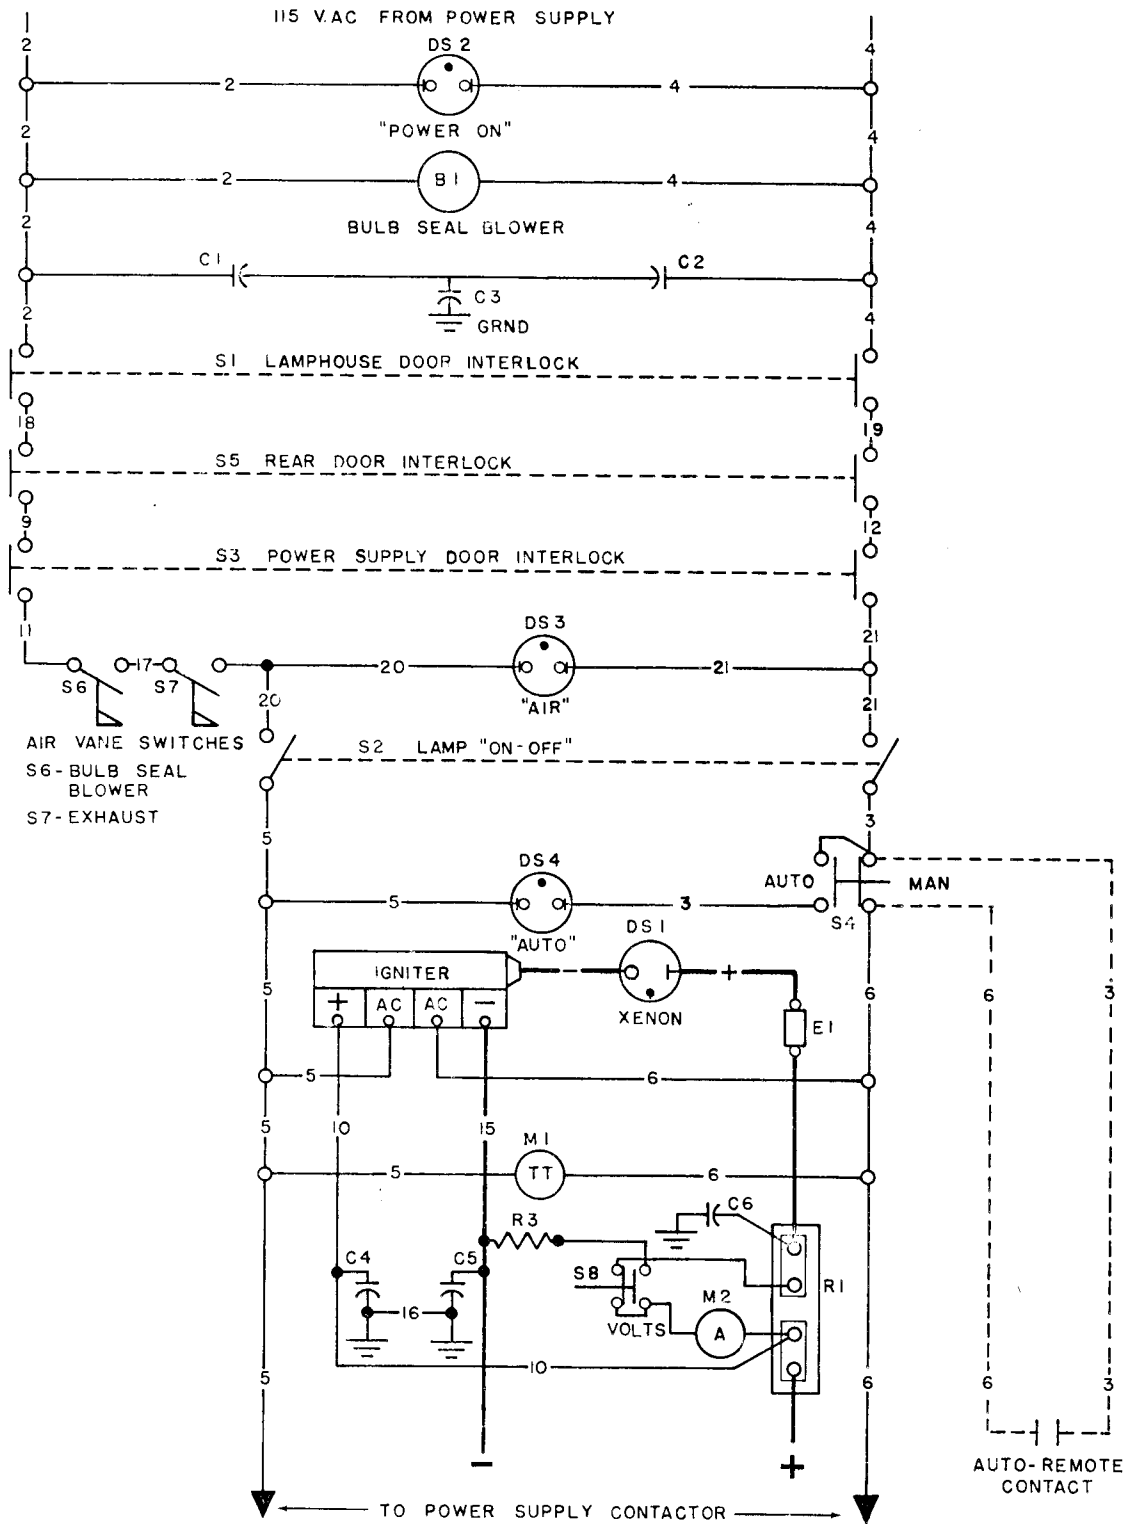 115 V.AC FROM POWER SUPPLY
2
DS2
4
2
4
"POWER ON"
2
4
2
B1
4
BULB SEAL BLOWER
2
4
C1
C2
C3
GRND
2
4
S1 LAMPHOUSE DOOR INTERLOCK
18
19
S5 REAR DOOR INTERLOCK
9
12
S3 POWER SUPPLY DOOR INTERLOCK
11
21
DS3
17
20
21
S6
S7
"AIR"
20
21
AIR VANE SWITCHES
S6-BULB SEAL
BLOWER
S7-EXHAUST
S2 LAMP "ON-OFF"
5
3
DS4
AUTO
MAN
5
3
S4
"AUTO"
DS1
IGNITER
-
+
+
AC
AC
-
XENON
E1
5
6
6
3
5
6
5
10
15
M1
5
TT
6
C6
R3
C4
C5
S8
R1
M2
16
VOLTS
A
10
5
6
6
3
-
+
AUTO-REMOTE
CONTACT
TO POWER SUPPLY CONTACTOR